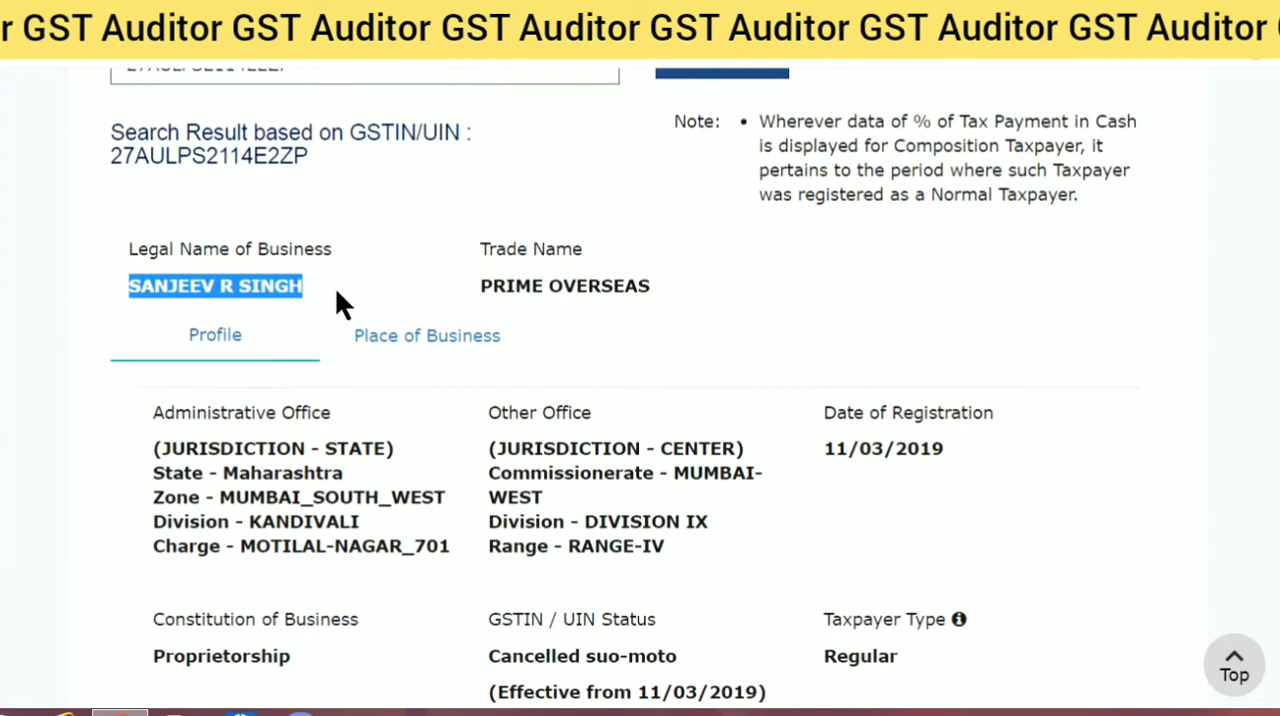 r GST Auditor GST Auditor GST Auditor GST Auditor GST Auditor GST Auditor
Search Result based on GSTIN/UIN :
27AULPS2114E2ZP
Note: • Wherever data of % of Tax Payment in Cash
is displayed for Composition Taxpayer, it
pertains to the period where such Taxpayer
was registered as a Normal Taxpayer.
Legal Name of Business
SANJEEV R SINGH
Trade Name
PRIME OVERSEAS
Profile
Place of Business
Administrative Office
(JURISDICTION - STATE)
State - Maharashtra
Zone - MUMBAI_SOUTH_WEST
Division - KANDIVALI
Charge - MOTILAL-NAGAR_701
Other Office
(JURISDICTION - CENTER)
Commissionerate - MUMBAI-
WEST
Division - DIVISION IX
Range - RANGE-IV
Date of Registration
11/03/2019
Constitution of Business
Proprietorship
GSTIN / UIN Status
Cancelled suo-moto
(Effective from 11/03/2019)
Taxpayer Type
Regular
Top